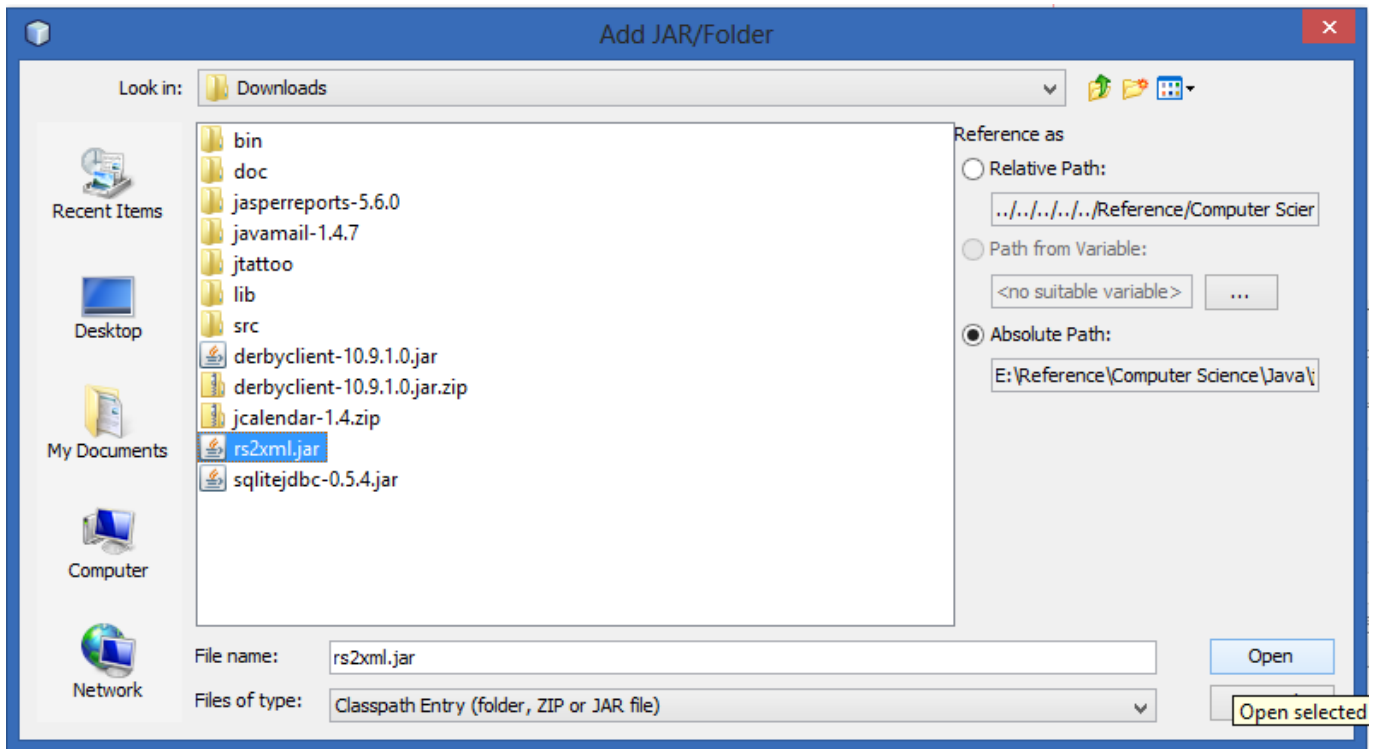 Add JAR/Folder
Look in:
Downloads
Recent Items
Desktop
My Documents
Computer
Network
bin
doc
jasperreports-5.6.0
javamail-1.4.7
jtattoo
lib
src
derbyclient-10.9.1.0.jar
derbyclient-10.9.1.0.jar.zip
jcalendar-1.4.zip
rs2xml.jar
sqlitejdbc-0.5.4.jar
Reference as
Relative Path:
../../../../../Reference/Computer Scier
Path from Variable:
<no suitable variable>
...
Absolute Path:
E:\Reference\Computer Science\Java\
File name:
rs2xml.jar
Open
Files of type:
Classpath Entry (folder, ZIP or JAR file)
Open selected